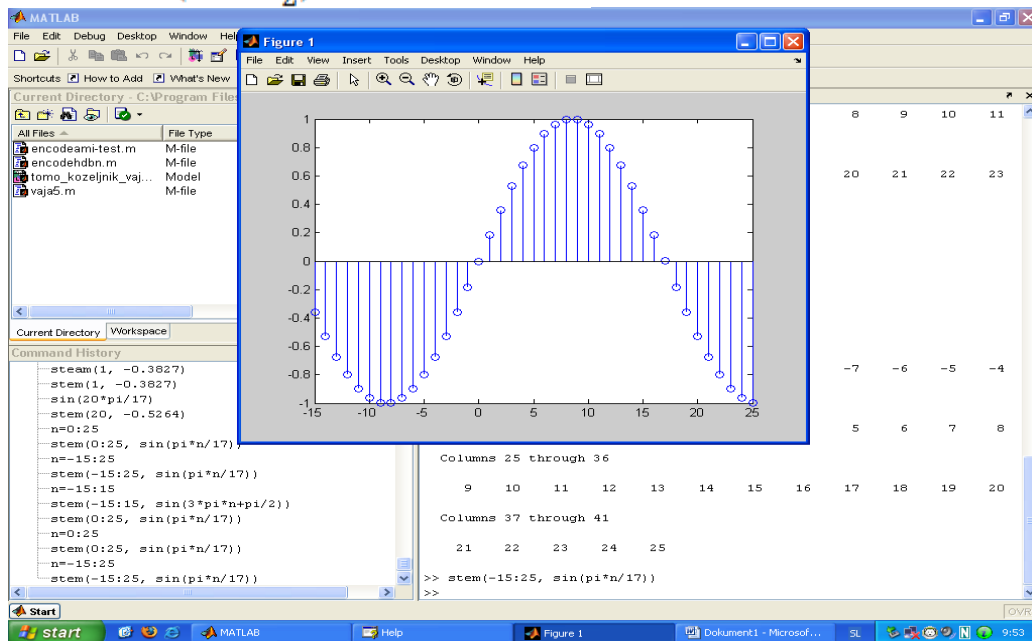 MATLAB
File Edit Debug Desktop Window Hel
Shortcuts How to Add What's New
Current Directory - C:\Program Files
All Files File Type
encodeami-test.m M-file
encodehdbn.m M-file
tomo_kozeljnik_vaj... Model
vaja5.m M-file
Current Directory Workspace
Command History
steam(1, -0.3827)
stem(1, -0.3827)
sin(20*pi/17)
stem(20, -0.5264)
n=0:25
stem(0:25, sin(pi*n/17))
n=-15:25
stem(-15:25, sin(pi*n/17))
n=-15:15
stem(-15:15, sin(3*pi*n+pi/2))
stem(0:25, sin(pi*n/17))
n=0:25
stem(0:25, sin(pi*n/17))
n=-15:25
stem(-15:25, sin(pi*n/17))
Figure 1
File Edit View Insert Tools Desktop Window Help
1
0.8
0.6
0.4
0.2
0
-0.2
-0.4
-0.6
-0.8
-1
-15 -10 -5 0 5 10 15 20 25
8 9 10 11
20 21 22 23
-7 -6 -5 -4
5 6 7 8
Columns 25 through 36
9 10 11 12 13 14 15 16 17 18 19 20
Columns 37 through 41
21 22 23 24 25
>> stem(-15:25, sin(pi*n/17))
>>
Start OVR
start MATLAB Help Figure 1 Dokument1 - Microsof... SL 9:53